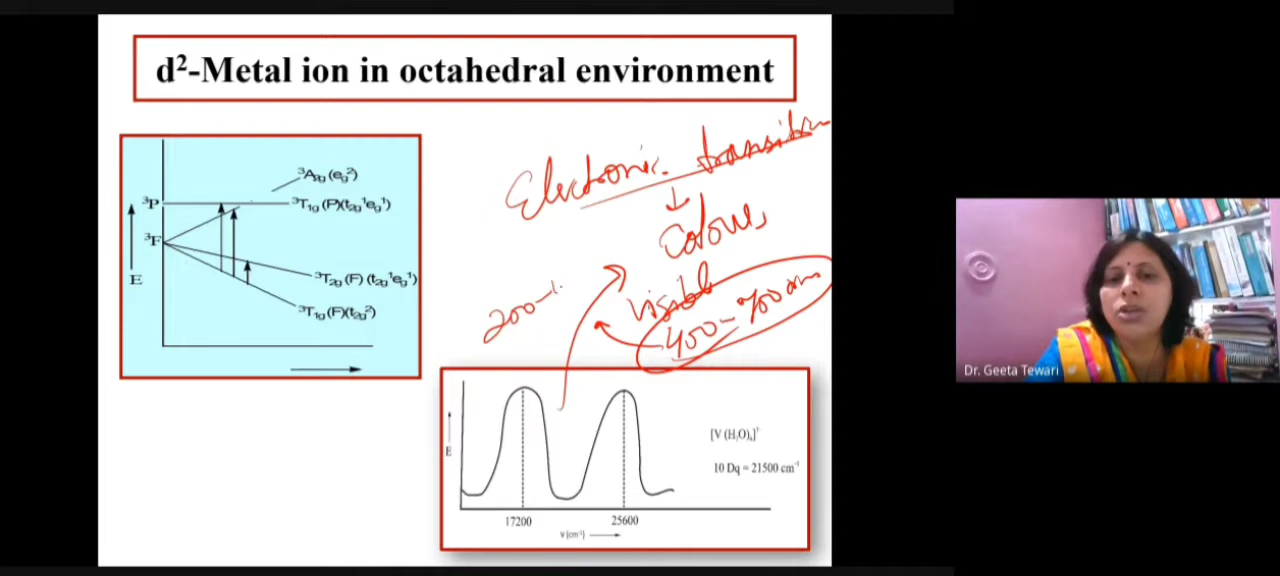 d²-Metal ion in octahedral environment
³A₂g(eg²)
³P
³T₁g(P)(t₂g¹eg¹)
³F
E
³T₂g(F)(t₂g¹eg¹)
³T₁g(F)(t₂g²)
Electronic transition
↓
Colour
visible
400-700 nm
200-
E
[V(H₂O)₆]³⁺
10 Dq = 21500 cm⁻¹
17200
25600
ν (cm⁻¹)
Dr. Geeta Tewari